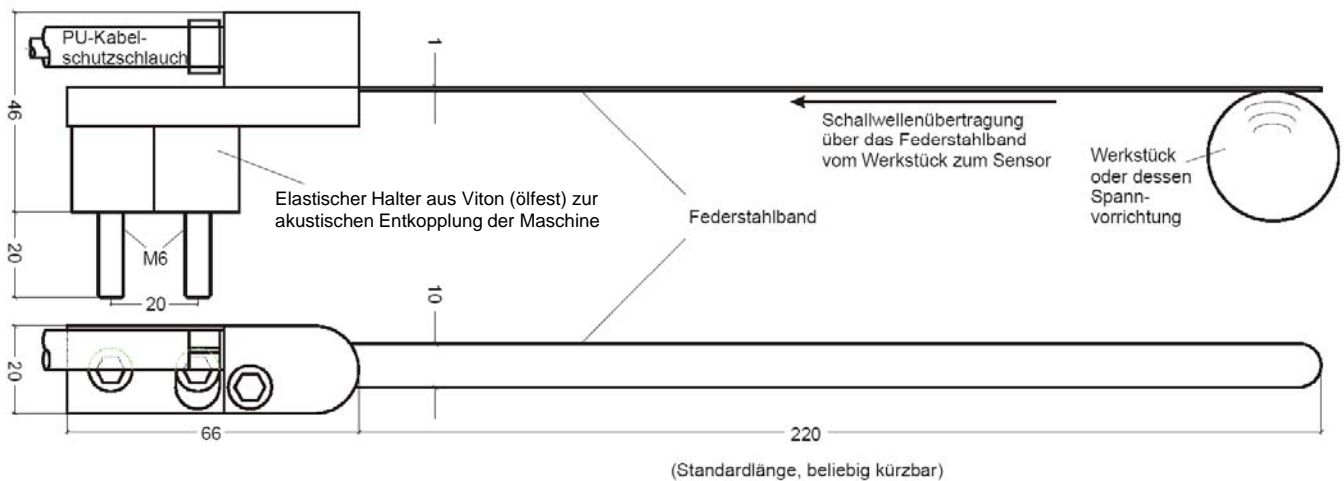 PU-Kabel-
schutzschlauch
1
46
Schallwellenübertragung
über das Federstahlband
vom Werkstück zum Sensor
Werkstück
oder dessen
Spann-
vorrichtung
Elastischer Halter aus Viton (ölfest) zur
akustischen Entkopplung der Maschine
Federstahlband
20
M6
20
10
20
66
220
(Standardlänge, beliebig kürzbar)